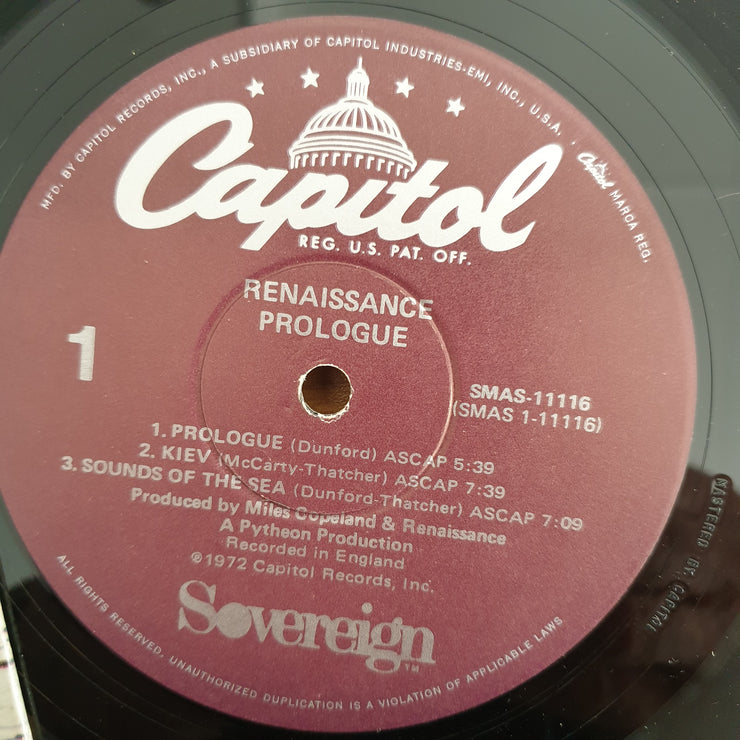 MFD. BY CAPITOL RECORDS, INC., A SUBSIDIARY OF CAPITOL INDUSTRIES-EMI, INC., U.S.A. . Capitol MARCA REG.
Capitol
REG. U.S. PAT. OFF.
RENAISSANCE
PROLOGUE
1
SMAS-11116
(SMAS 1-11116)
1. PROLOGUE (Dunford) ASCAP 5:39
2. KIEV (McCarty-Thatcher) ASCAP 7:39
3. SOUNDS OF THE SEA (Dunford-Thatcher) ASCAP 7:09
Produced by Miles Copeland & Renaissance
A Pytheon Production
Recorded in England
℗1972 Capitol Records, Inc.
Sovereign
TM
ALL RIGHTS RESERVED. UNAUTHORIZED DUPLICATION IS A VIOLATION OF APPLICABLE LAWS
MASTERED BY CAPITOL